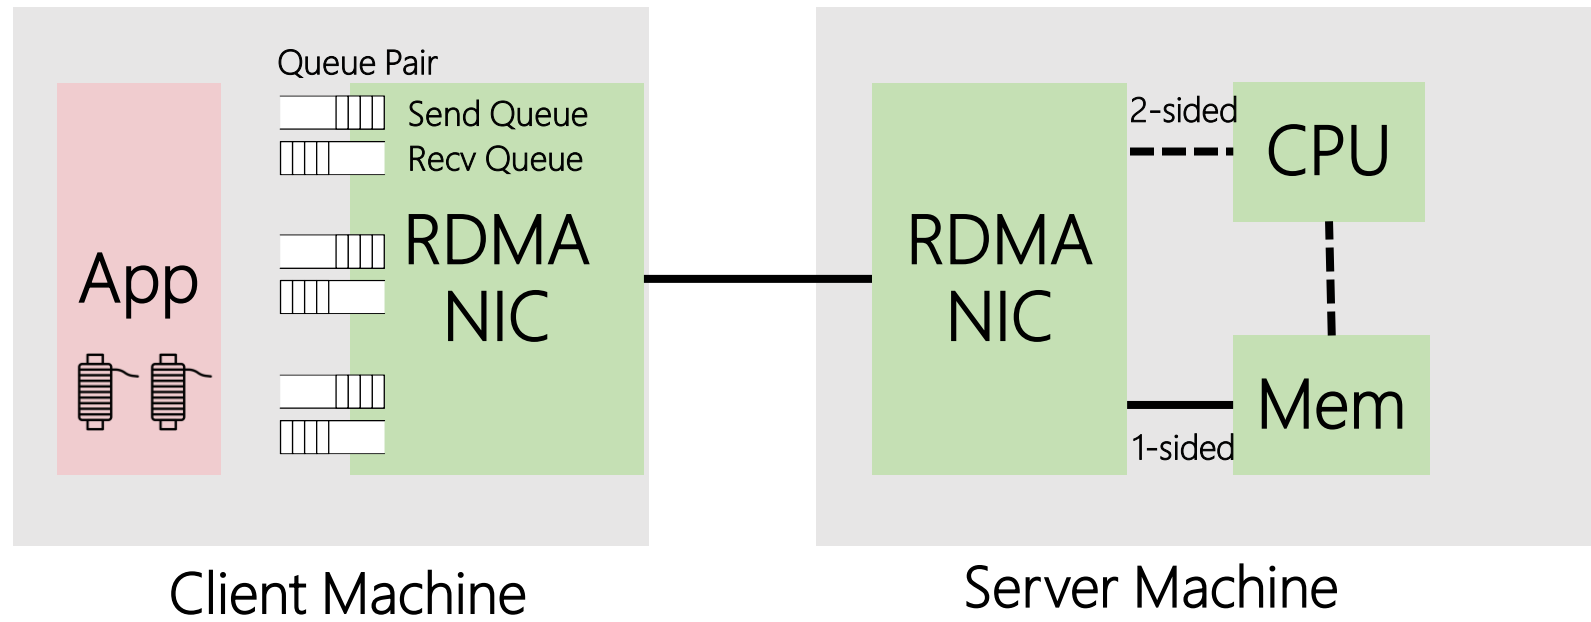 Queue Pair
Send Queue
Recv Queue
App
RDMA
NIC
Client Machine
RDMA
NIC
2-sided
CPU
Mem
1-sided
Server Machine